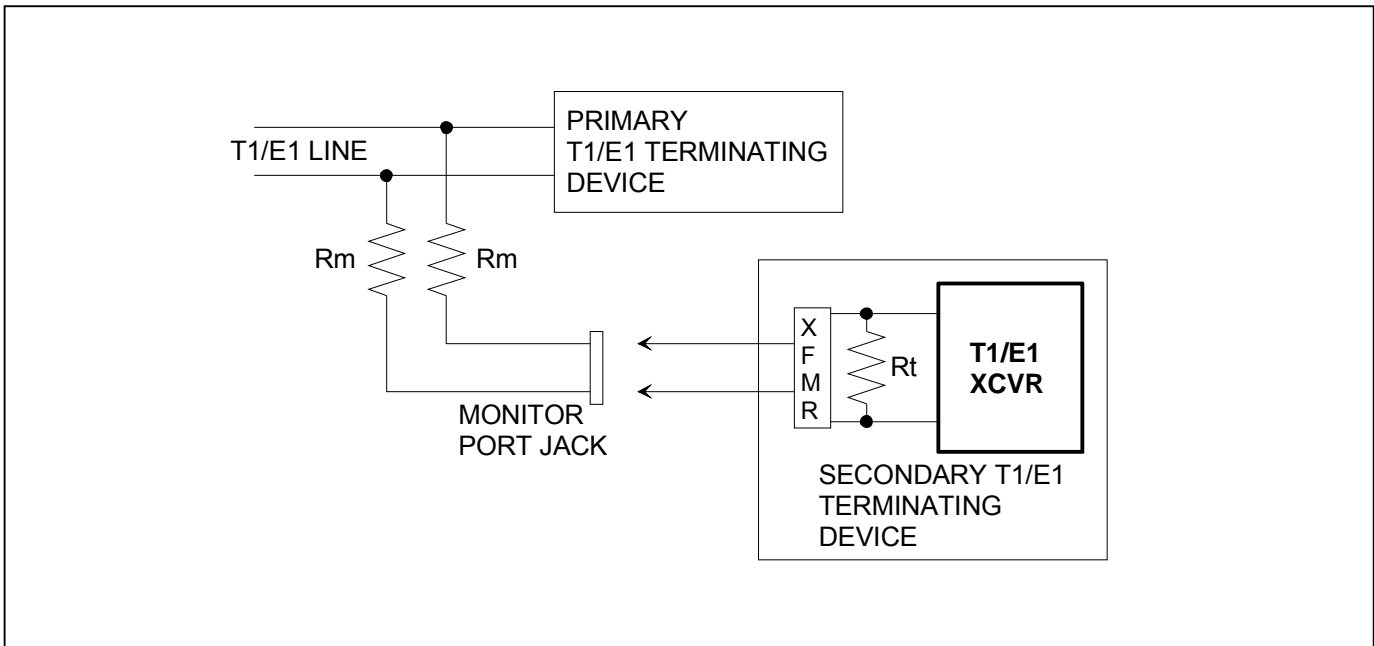 PRIMARY
T1/E1 TERMINATING
DEVICE
T1/E1 LINE
Rm
Rm
MONITOR
PORT JACK
X
F
M
R
Rt
T1/E1
XCVR
SECONDARY T1/E1
TERMINATING
DEVICE